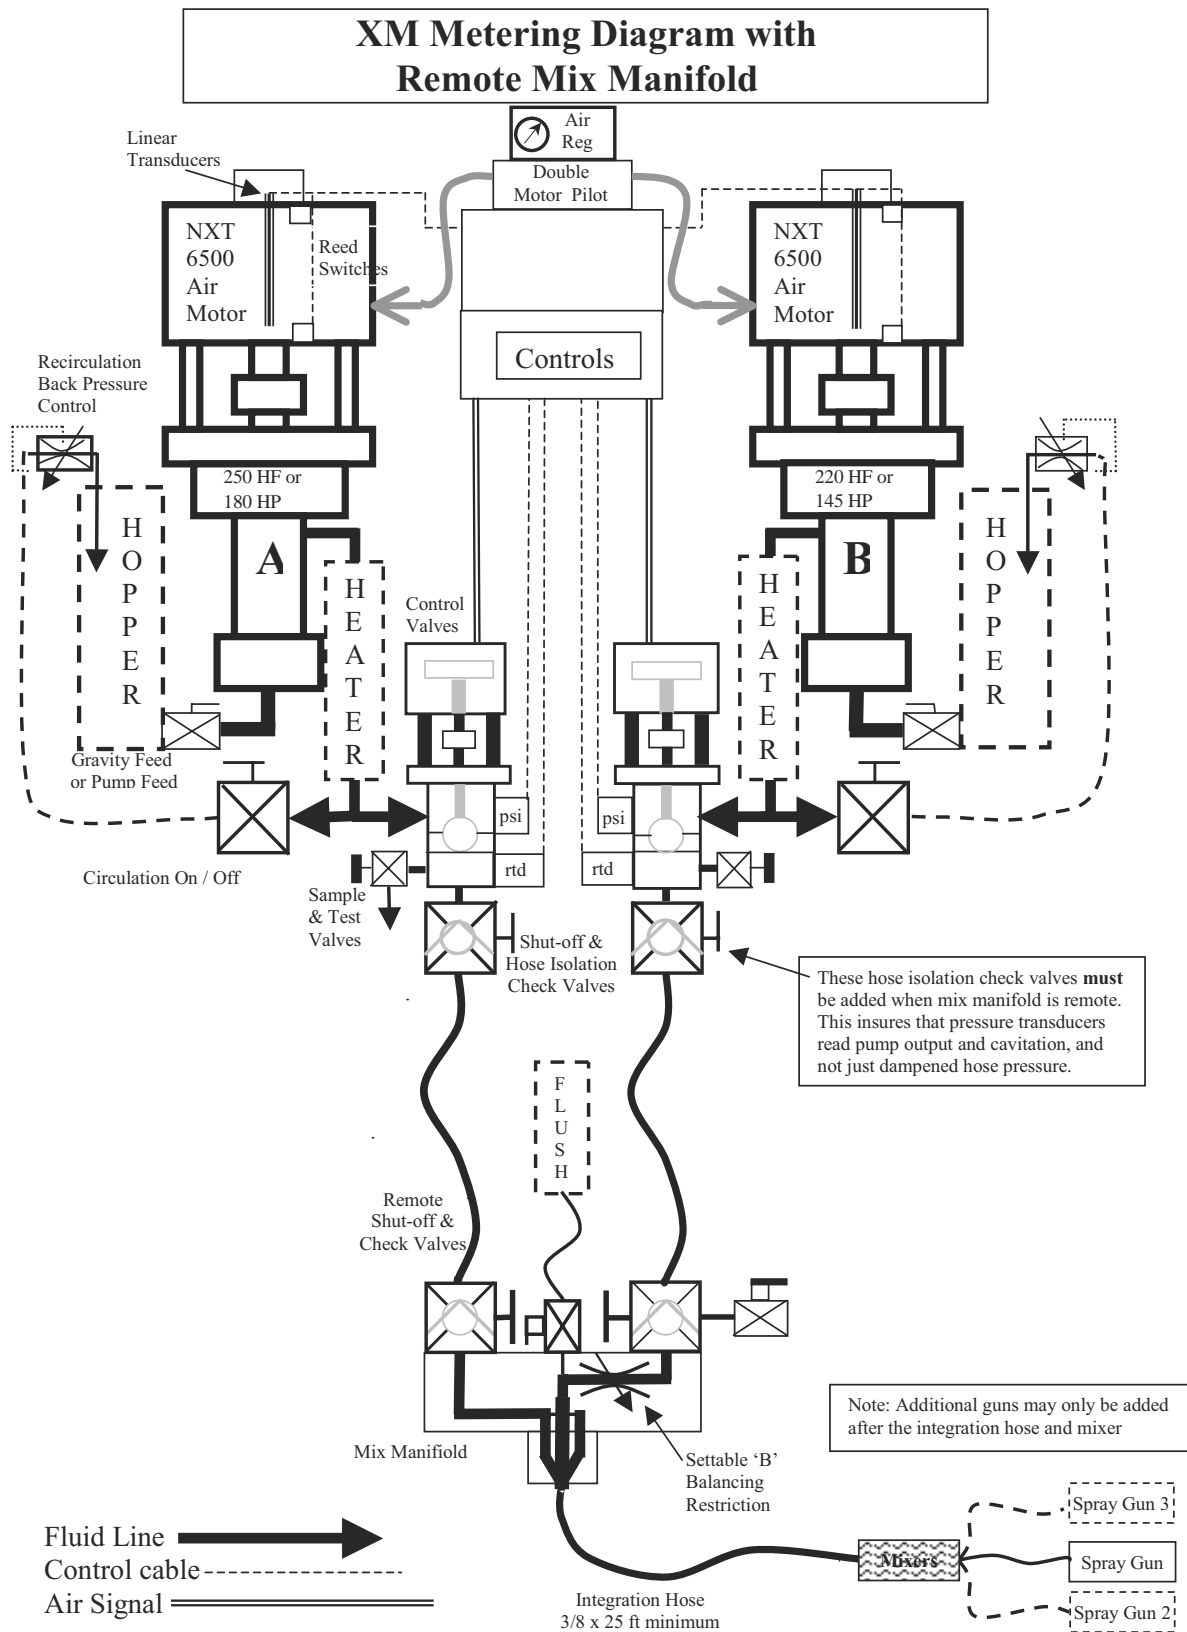 XM Metering Diagram with
Remote Mix Manifold
Air
Reg
Double
Motor Pilot
Linear
Transducers
NXT
6500
Air
Motor
Reed
Switches
NXT
6500
Air
Motor
Controls
Recirculation
Back Pressure
Control
250 HF or
180 HP
220 HF or
145 HP
HOPPER
A
HEATER
Control
Valves
HEATER
B
HOPPER
Gravity Feed
or Pump Feed
psi
psi
rtd
rtd
Circulation On / Off
Sample
& Test
Valves
Shut-off &
Hose Isolation
Check Valves
These hose isolation check valves must
be added when mix manifold is remote.
This insures that pressure transducers
read pump output and cavitation, and
not just dampened hose pressure.
FLUSH
Remote
Shut-off &
Check Valves
Mix Manifold
Settable ‘B’
Balancing
Restriction
Note: Additional guns may only be added
after the integration hose and mixer
Fluid Line
Control cable
Air Signal
Integration Hose
3/8 x 25 ft minimum
Mixers
Spray Gun 3
Spray Gun
Spray Gun 2